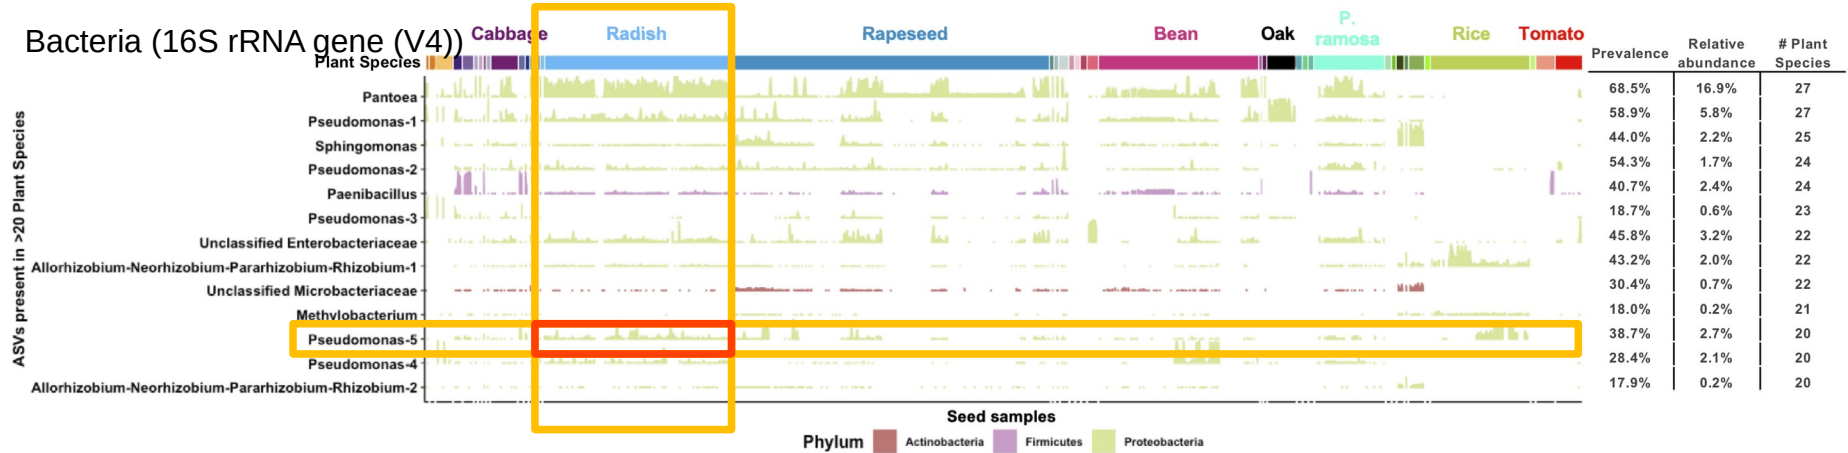 Bacteria (16S rRNA gene (V4))
Cabbage Radish Rapeseed Bean Oak P. ramosa Rice Tomato
Plant Species
Prevalence Relative abundance # Plant Species
ASVs present in >20 Plant Species
Pantoea 68.5% 16.9% 27
Pseudomonas-1 58.9% 5.8% 27
Sphingomonas 44.0% 2.2% 25
Pseudomonas-2 54.3% 1.7% 24
Paenibacillus 40.7% 2.4% 24
Pseudomonas-3 18.7% 0.6% 23
Unclassified Enterobacteriaceae 45.8% 3.2% 22
Allorhizobium-Neorhizobium-Pararhizobium-Rhizobium-1 43.2% 2.0% 22
Unclassified Microbacteriaceae 30.4% 0.7% 22
Methylobacterium 18.0% 0.2% 21
Pseudomonas-5 38.7% 2.7% 20
Pseudomonas-4 28.4% 2.1% 20
Allorhizobium-Neorhizobium-Pararhizobium-Rhizobium-2 17.9% 0.2% 20
Seed samples
Phylum Actinobacteria Firmicutes Proteobacteria